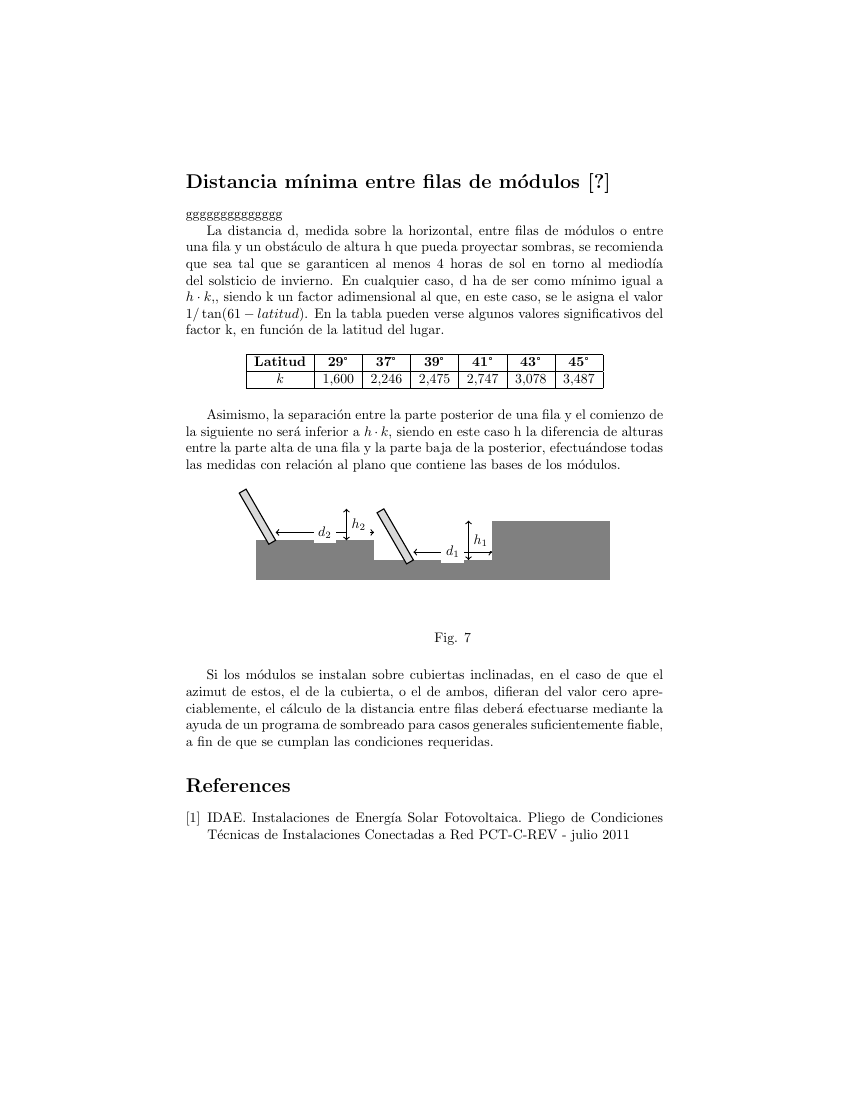 Distancia mínima entre filas de módulos [?]
gggggggggggggg
La distancia d, medida sobre la horizontal, entre filas de módulos o entre
una fila y un obstáculo de altura h que pueda proyectar sombras, se recomienda
que sea tal que se garanticen al menos 4 horas de sol en torno al mediodía
del solsticio de invierno. En cualquier caso, d ha de ser como mínimo igual a
h · k,, siendo k un factor adimensional al que, en este caso, se le asigna el valor
1/ tan(61 − latitud). En la tabla pueden verse algunos valores significativos del
factor k, en función de la latitud del lugar.
Latitud 29° 37° 39° 41° 43° 45°
k 1,600 2,246 2,475 2,747 3,078 3,487
Asimismo, la separación entre la parte posterior de una fila y el comienzo de
la siguiente no será inferior a h · k, siendo en este caso h la diferencia de alturas
entre la parte alta de una fila y la parte baja de la posterior, efectuándose todas
las medidas con relación al plano que contiene las bases de los módulos.
d₂ h₂ d₁ h₁
Fig. 7
Si los módulos se instalan sobre cubiertas inclinadas, en el caso de que el
azimut de estos, el de la cubierta, o el de ambos, difieran del valor cero apre-
ciablemente, el cálculo de la distancia entre filas deberá efectuarse mediante la
ayuda de un programa de sombreado para casos generales suficientemente fiable,
a fin de que se cumplan las condiciones requeridas.
References
[1] IDAE. Instalaciones de Energía Solar Fotovoltaica. Pliego de Condiciones
Técnicas de Instalaciones Conectadas a Red PCT-C-REV - julio 2011